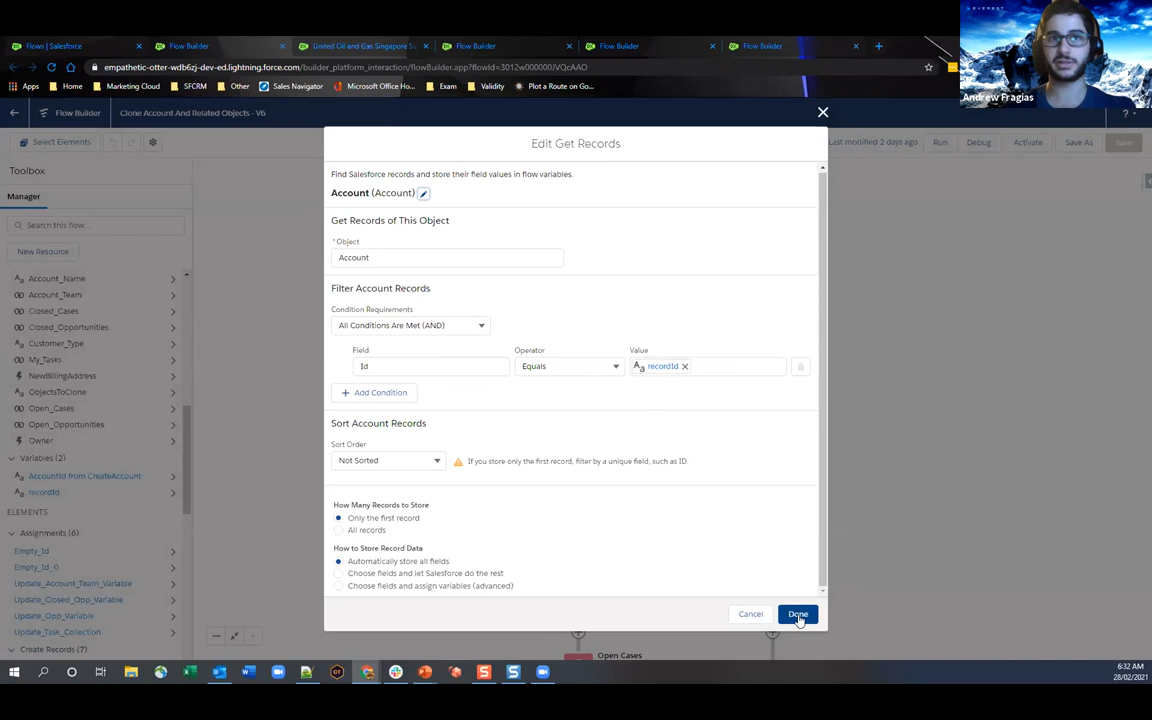 Flows | Salesforce
Flow Builder
United Oil and Gas Singapore S
Flow Builder
Flow Builder
Flow Builder
LEVEREST
Andrew Fragias
empathetic-otter-wdb6zj-dev-ed.lightning.force.com/builder_platform_interaction/flowBuilder.app?flowId=3012w000000JVQcAAO
Apps
Home
Marketing Cloud
SFCRM
Other
Sales Navigator
Microsoft Office Ho...
Exam
Validity
Plot a Route on Go...
Flow Builder
Clone Account And Related Objects - V6
?
Select Elements
Last modified 2 days ago
Run
Debug
Activate
Save As
Save
Toolbox
Manager
Search this flow...
New Resource
Account_Name
Account_Team
Closed_Cases
Closed_Opportunities
Customer_Type
My_Tasks
NewBillingAddress
ObjectsToClone
Open_Cases
Open_Opportunities
Owner
Variables (2)
AccountId from CreateAccount
recordId
ELEMENTS
Assignments (6)
Empty_Id
Empty_Id_0
Update_Account_Team_Variable
Update_Closed_Opp_Variable
Update_Opp_Variable
Update_Task_Collection
Create Records (7)
Edit Get Records
Find Salesforce records and store their field values in flow variables.
Account (Account)
Get Records of This Object
* Object
Account
Filter Account Records
Condition Requirements
All Conditions Are Met (AND)
Field
Operator
Value
Id
Equals
Aa recordId
+ Add Condition
Sort Account Records
Sort Order
Not Sorted
If you store only the first record, filter by a unique field, such as ID.
How Many Records to Store
Only the first record
All records
How to Store Record Data
Automatically store all fields
Choose fields and let Salesforce do the rest
Choose fields and assign variables (advanced)
Cancel
Done
Open Cases
6:32 AM
28/02/2021